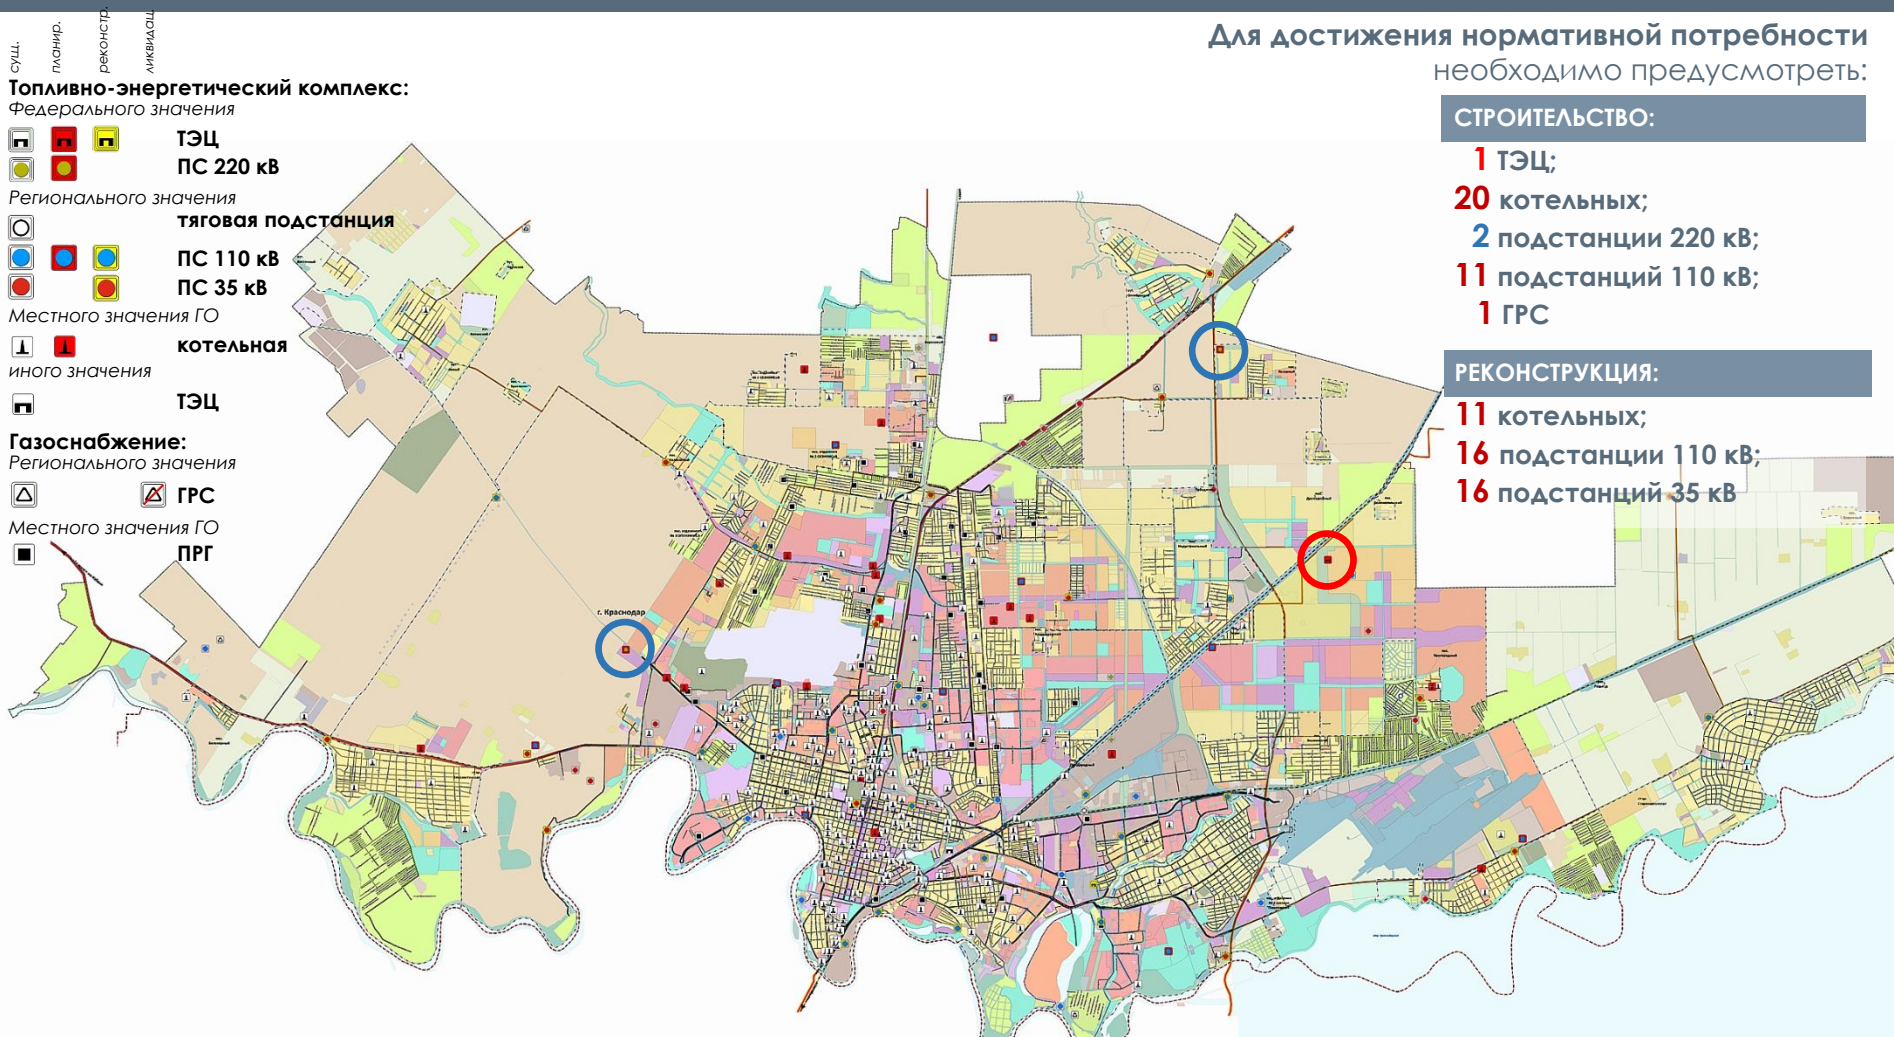 сущ.
планир.
реконстр.
ликвидац.
Топливно-энергетический комплекс:
Федерального значения
ТЭЦ
ПС 220 кВ
Регионального значения
тяговая подстанция
ПС 110 кВ
ПС 35 кВ
Местного значения ГО
котельная
иного значения
ТЭЦ
Газоснабжение:
Регионального значения
ГРС
Местного значения ГО
ПРГ
Для достижения нормативной потребности
необходимо предусмотреть:
СТРОИТЕЛЬСТВО:
1 ТЭЦ;
20 котельных;
2 подстанции 220 кВ;
11 подстанций 110 кВ;
1 ГРС
РЕКОНСТРУКЦИЯ:
11 котельных;
16 подстанции 110 кВ;
16 подстанций 35 кВ
г. Краснодар